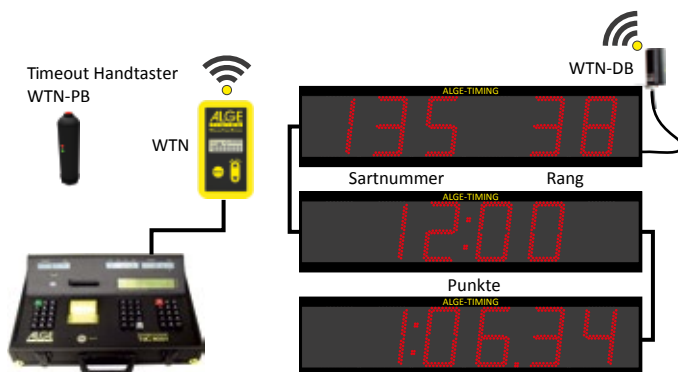 Timeout Handtaster
WTN-PB
WTN
ALGE
TIMING
WTN-DB
ALGE-TIMING
135 38
Sartnummer Rang
ALGE-TIMING
12:00
Punkte
ALGE-TIMING
1:06.34
ALGE